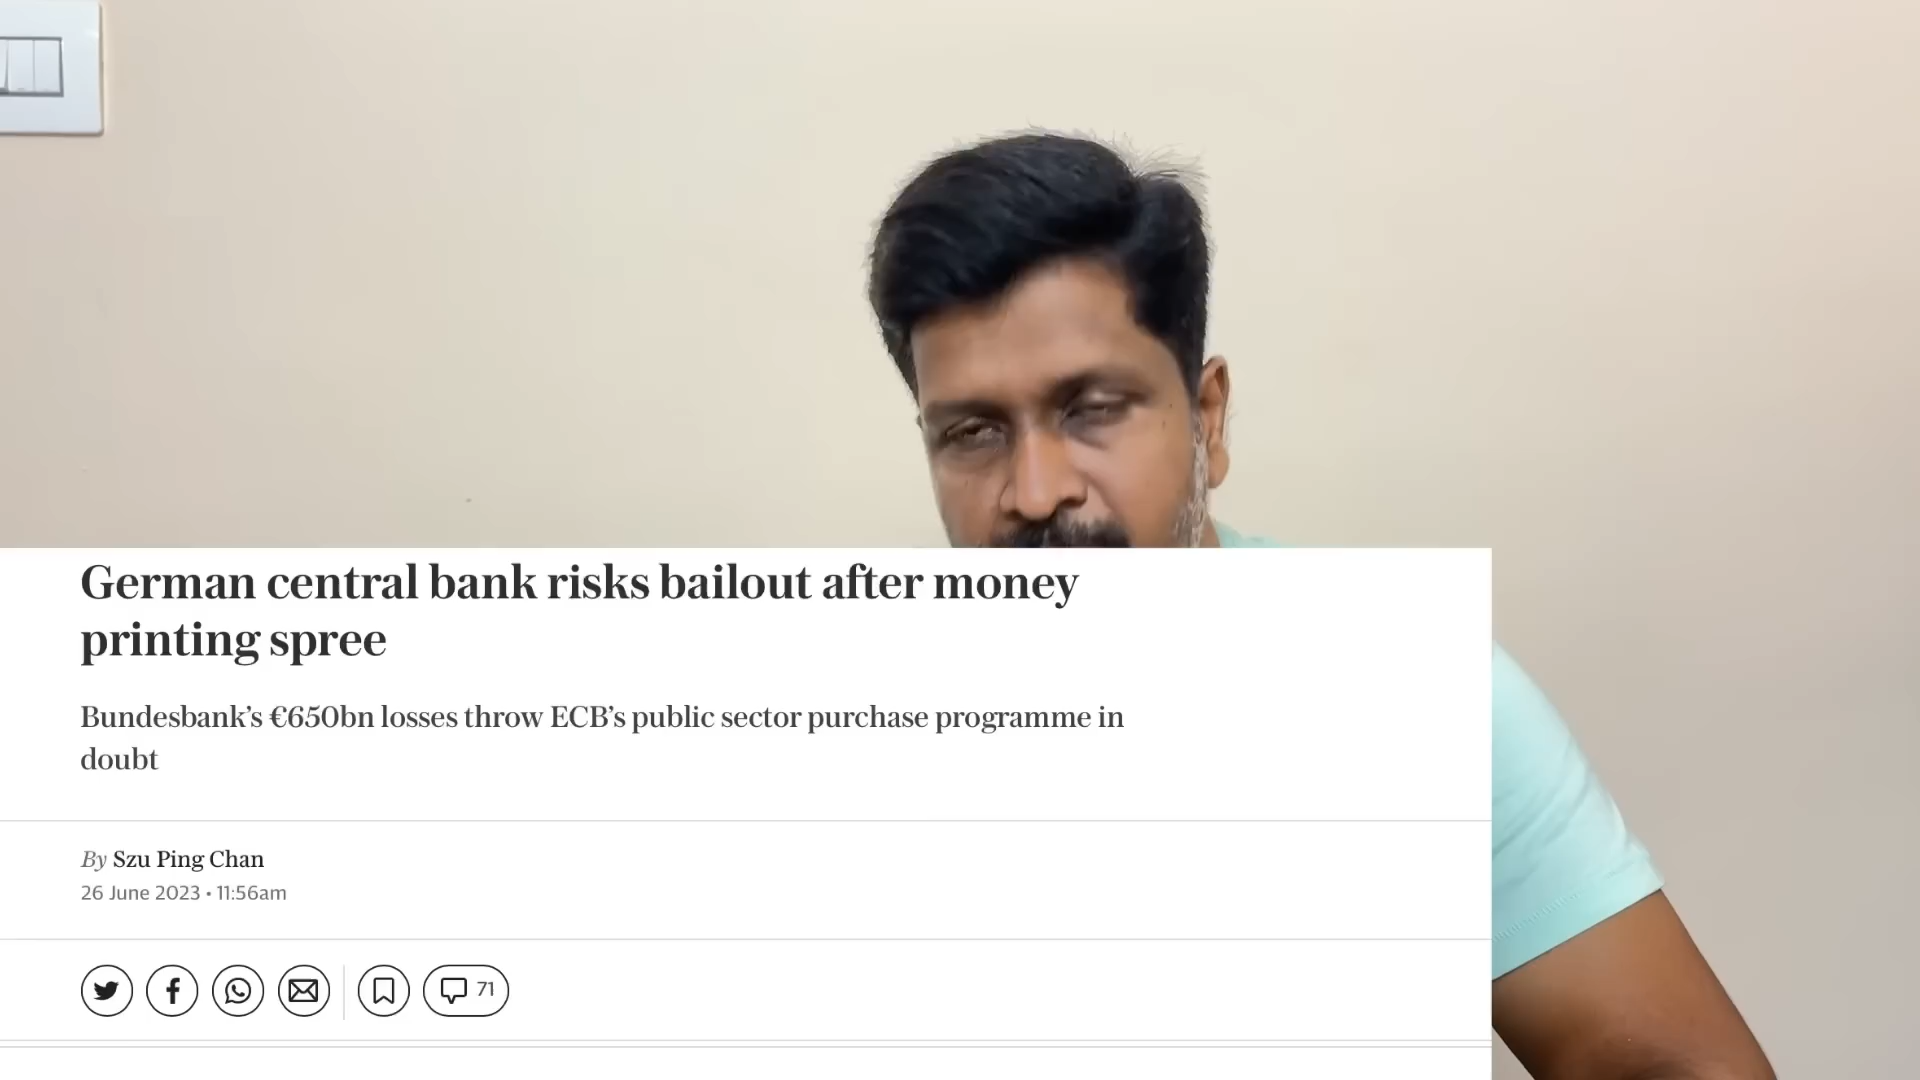 German central bank risks bailout after money
printing spree
Bundesbank's €650bn losses throw ECB's public sector purchase programme in
doubt
By Szu Ping Chan
26 June 2023 • 11:56am
71